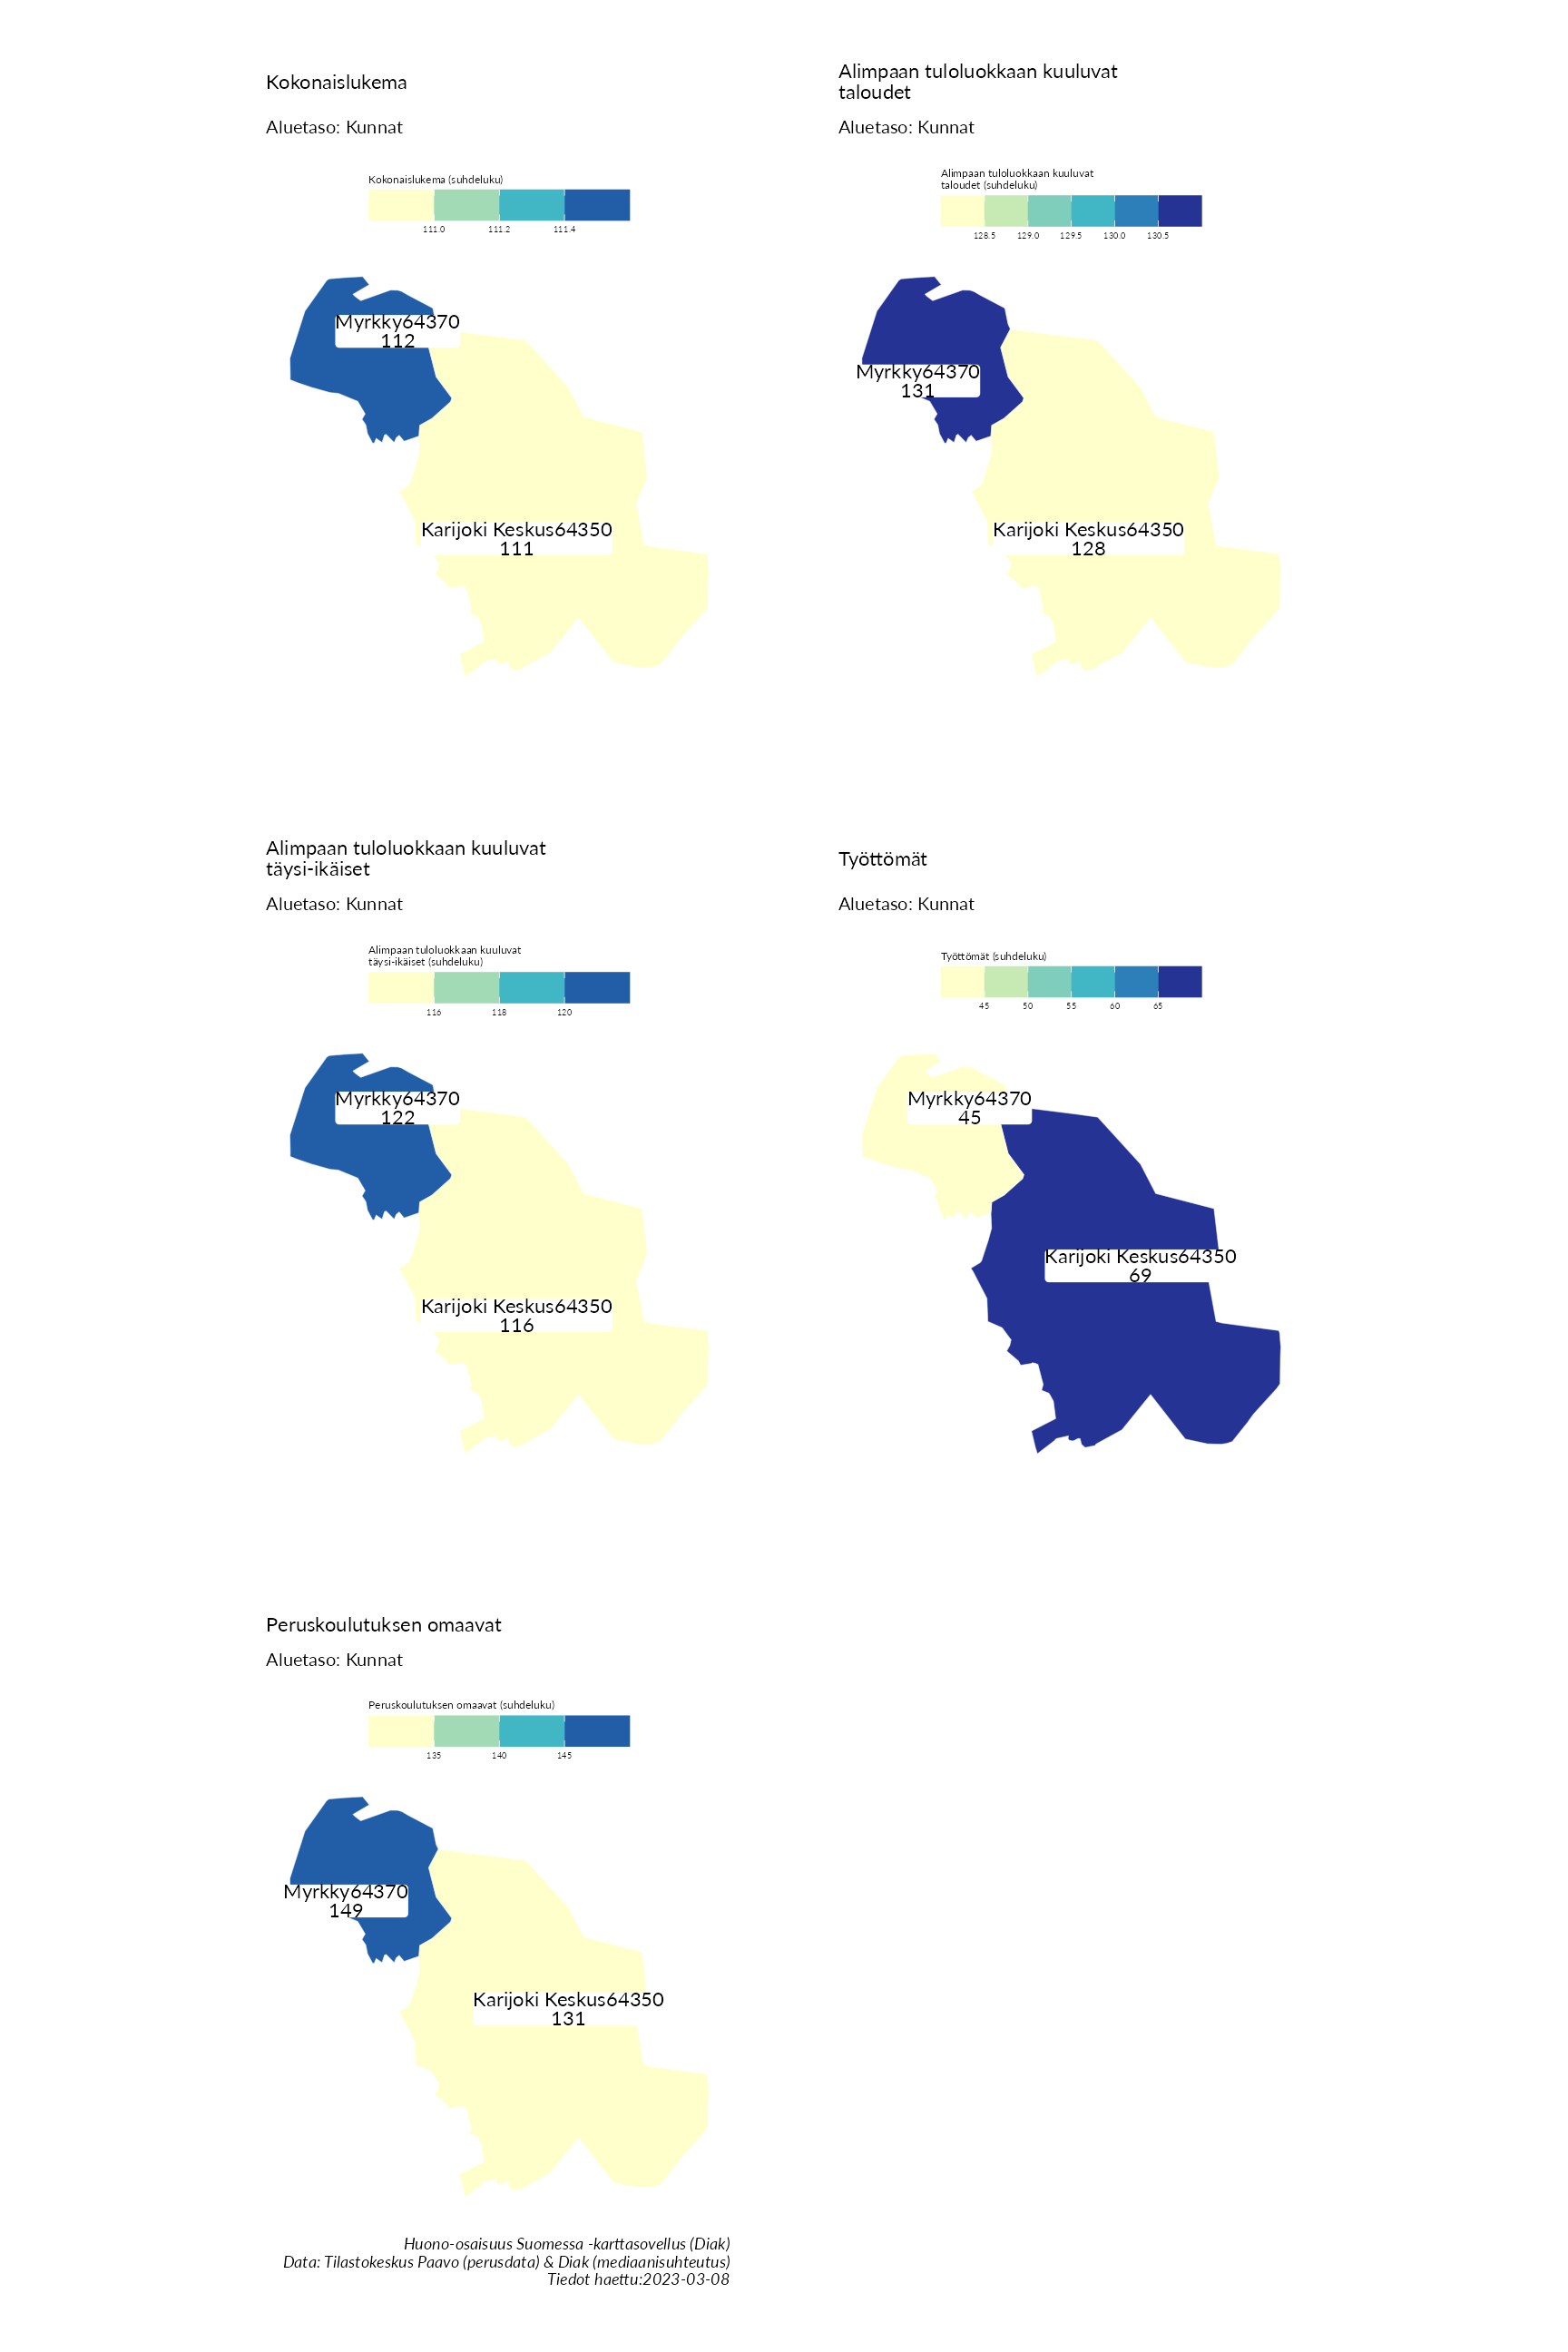 Kokonaislukema
Aluetaso: Kunnat
Kokonaislukema (suhdeluku)
111.0 111.2 111.4
Myrkky64370
112
Karijoki Keskus64350
111
Alimpaan tuloluokkaan kuuluvat
taloudet
Aluetaso: Kunnat
Alimpaan tuloluokkaan kuuluvat
taloudet (suhdeluku)
128.5 129.0 129.5 130.0 130.5
Myrkky64370
131
Karijoki Keskus64350
128
Alimpaan tuloluokkaan kuuluvat
täysi-ikäiset
Aluetaso: Kunnat
Alimpaan tuloluokkaan kuuluvat
täysi-ikäiset (suhdeluku)
116 118 120
Myrkky64370
122
Karijoki Keskus64350
116
Työttömät
Aluetaso: Kunnat
Työttömät (suhdeluku)
45 50 55 60 65
Myrkky64370
45
Karijoki Keskus64350
69
Peruskoulutuksen omaavat
Aluetaso: Kunnat
Peruskoulutuksen omaavat (suhdeluku)
135 140 145
Myrkky64370
149
Karijoki Keskus64350
131
Huono-osaisuus Suomessa -karttasovellus (Diak)
Data: Tilastokeskus Paavo (perusdata) & Diak (mediaanisuhteutus)
Tiedot haettu:2023-03-08